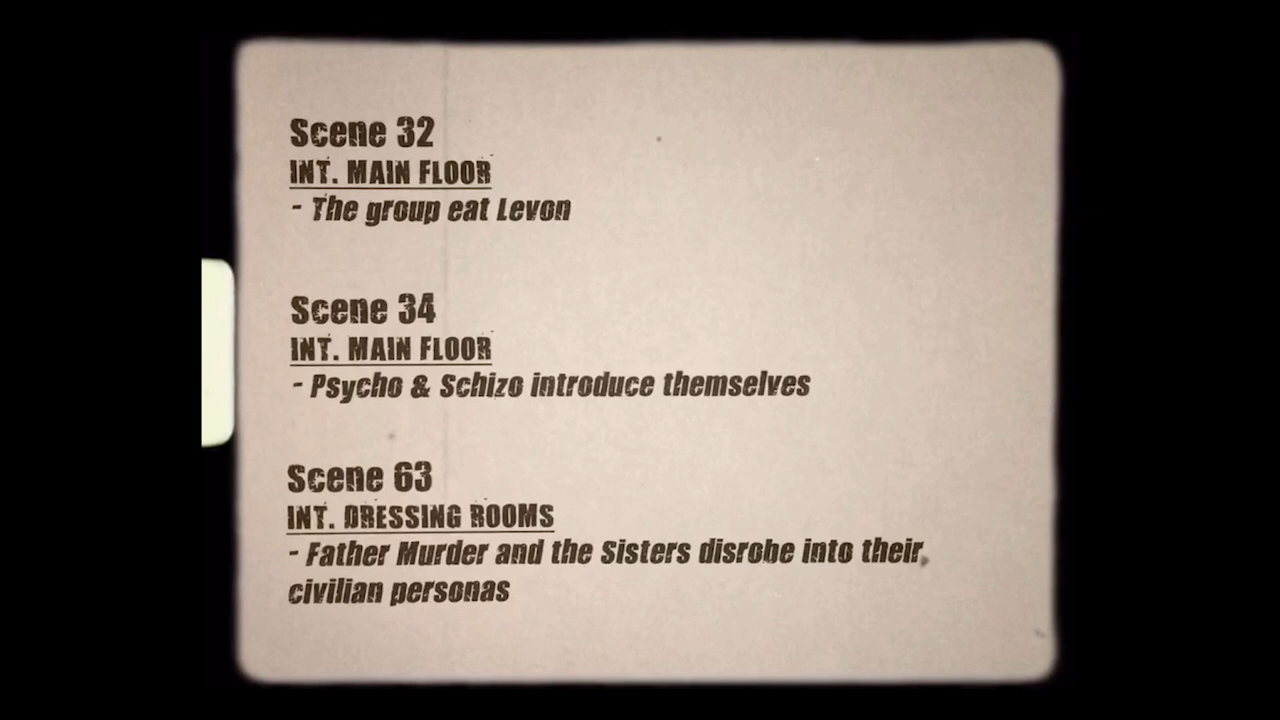 Scene 32
INT. MAIN FLOOR
- The group eat Levon
Scene 34
INT. MAIN FLOOR
- Psycho & Schizo introduce themselves
Scene 63
INT. DRESSING ROOMS
- Father Murder and the Sisters disrobe into their
civilian personas